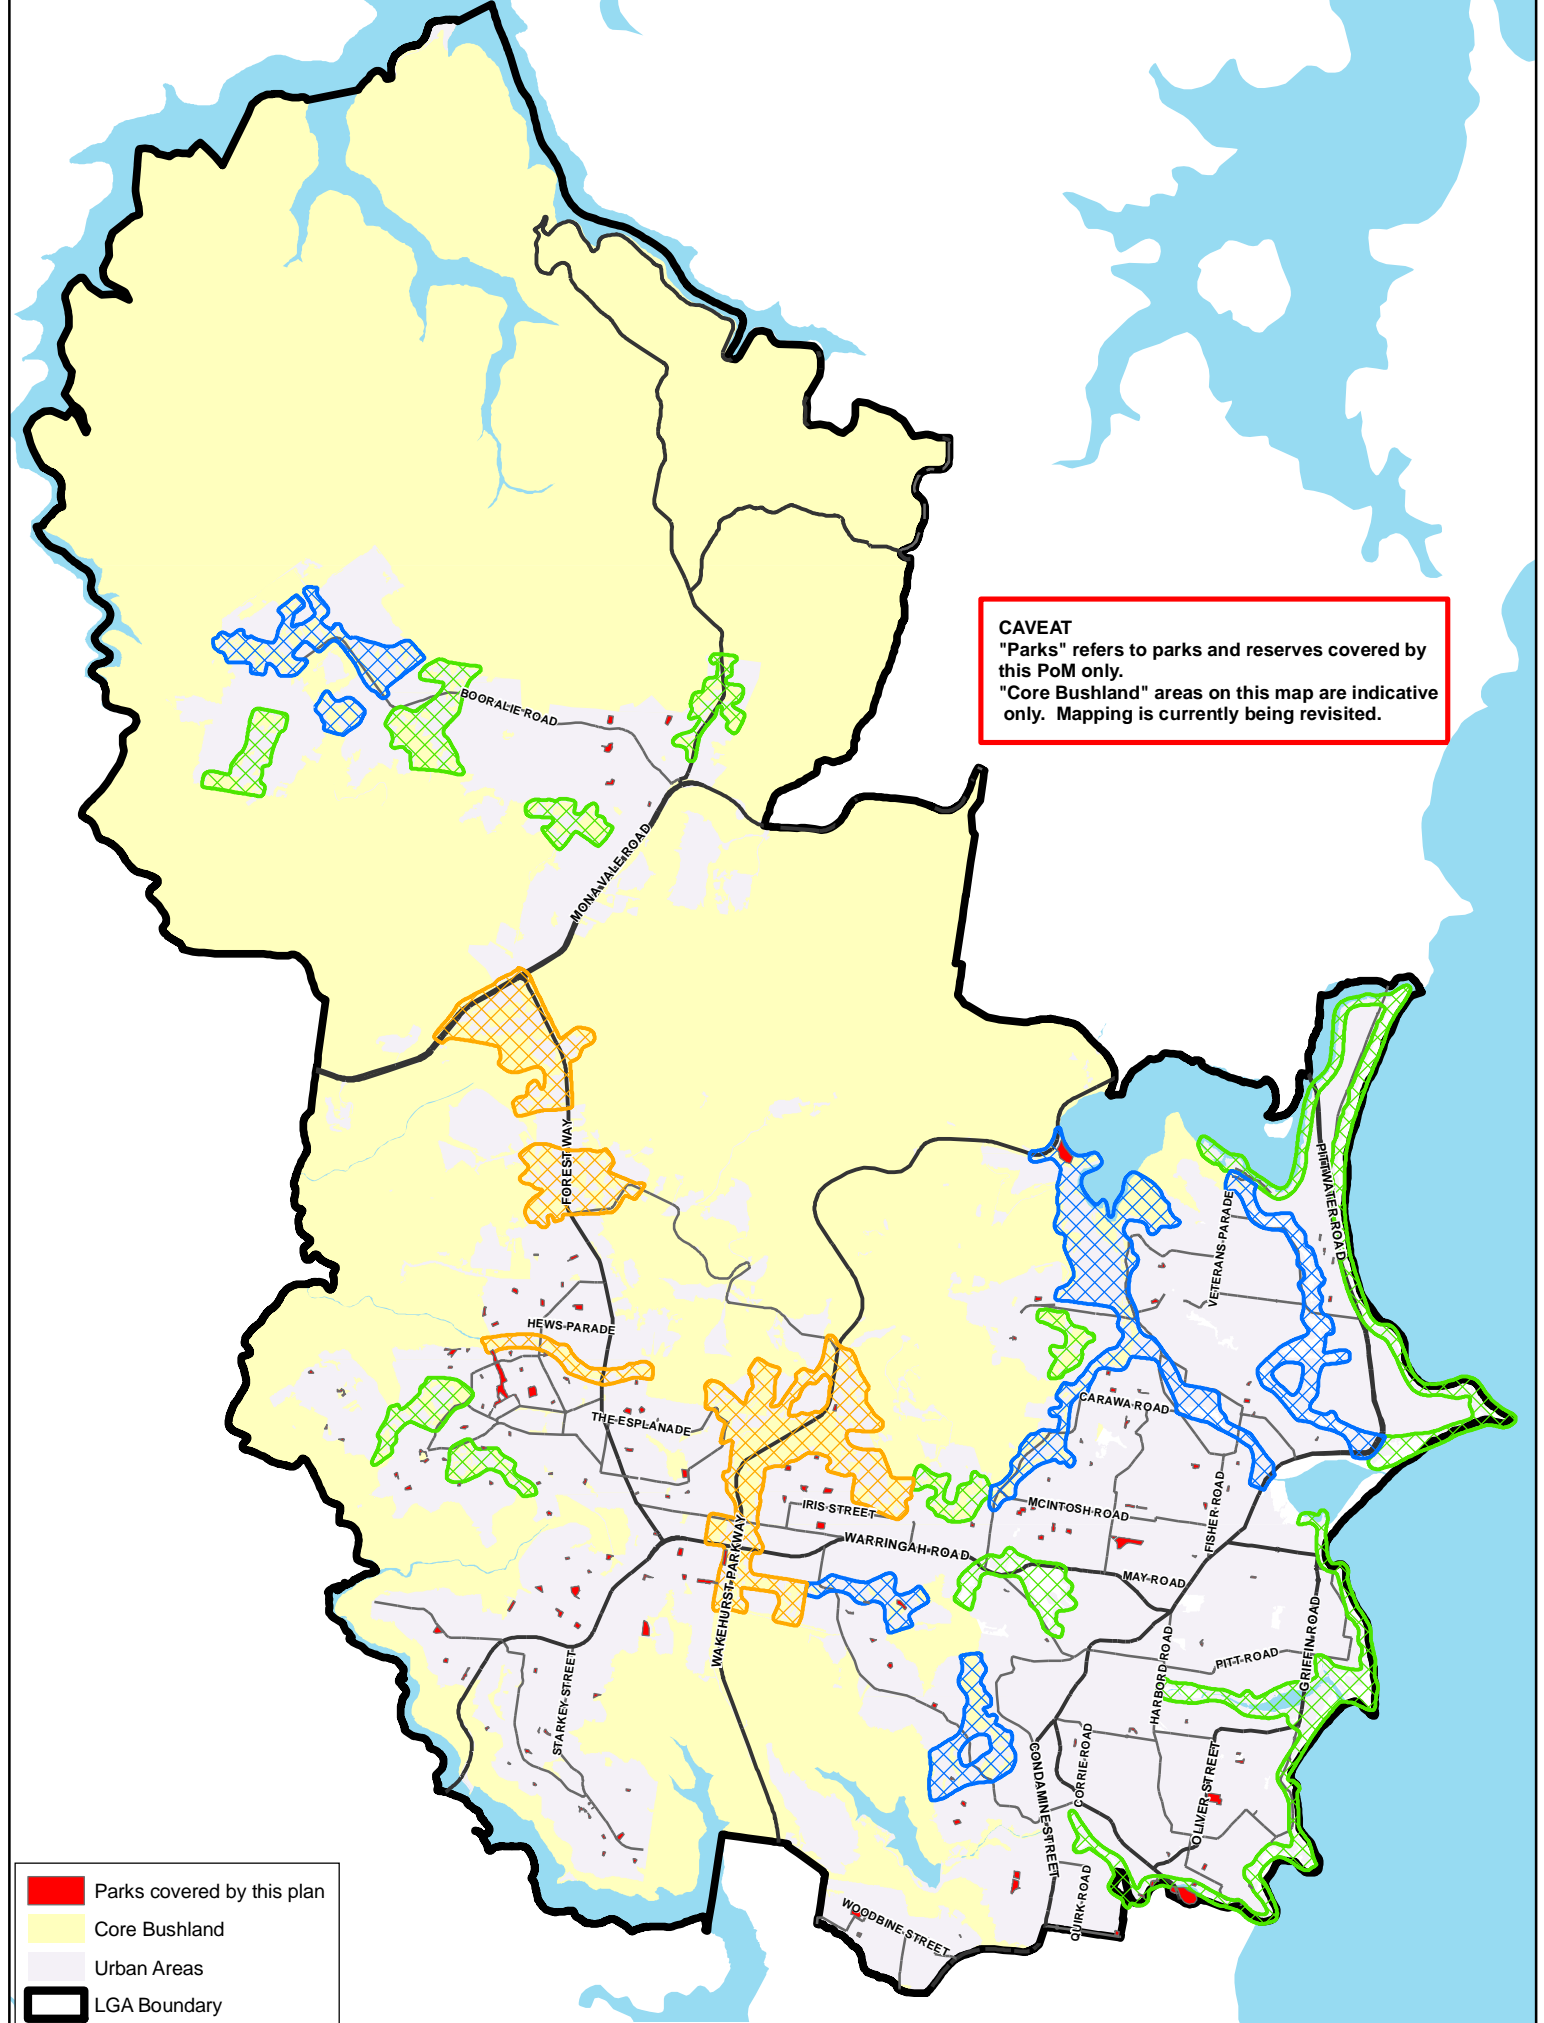 CAVEAT
"Parks" refers to parks and reserves covered by
this PoM only.
"Core Bushland" areas on this map are indicative
only.  Mapping is currently being revisited.
BOORALIE ROAD
MONA VALE ROAD
FOREST WAY
PITTWATER ROAD
VETERANS PARADE
HEWS PARADE
THE ESPLANADE
CARAWA ROAD
IRIS STREET
MCINTOSH ROAD
FISHER ROAD
WARRINGAH ROAD
MAY ROAD
WAKEHURST PARKWAY
STARKEY STREET
HARBORD ROAD
PITT ROAD
GRIFFIN ROAD
CONDAMINE STREET
CORRIE ROAD
OLIVER STREET
QUIRK ROAD
WOODBINE STREET
Parks covered by this plan
Core Bushland
Urban Areas
LGA Boundary